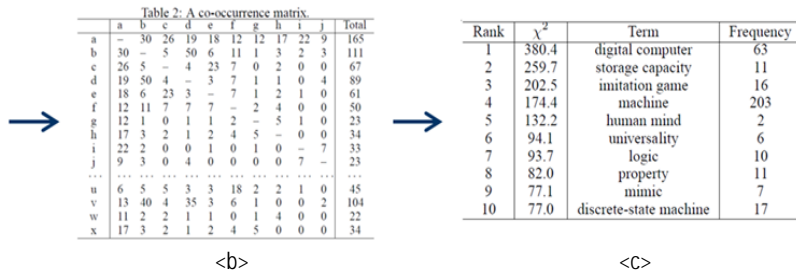 Table 2: A co-occurrence matrix.
a b c d e f g h i j Total
a – 30 26 19 18 12 12 17 22 9 165
b 30 – 5 50 6 11 1 3 2 3 111
c 26 5 – 4 23 7 0 2 0 0 67
d 19 50 4 – 3 7 1 1 0 4 89
e 18 6 23 3 – 7 1 2 1 0 61
f 12 11 7 7 7 – 2 4 0 0 50
g 12 1 0 1 1 2 – 5 1 0 23
h 17 3 2 1 2 4 5 – 0 0 34
i 22 2 0 0 1 0 1 0 – 7 33
j 9 3 0 4 0 0 0 0 7 – 23
... ... ... ... ... ... ... ... ... ... ... ...
u 6 5 5 3 3 18 2 2 1 0 45
v 13 40 4 35 3 6 1 0 0 2 104
w 11 2 2 1 1 0 1 4 0 0 22
x 17 3 2 1 2 4 5 0 0 0 34
<b>
Rank χ² Term Frequency
1 380.4 digital computer 63
2 259.7 storage capacity 11
3 202.5 imitation game 16
4 174.4 machine 203
5 132.2 human mind 2
6 94.1 universality 6
7 93.7 logic 10
8 82.0 property 11
9 77.1 mimic 7
10 77.0 discrete-state machine 17
<c>